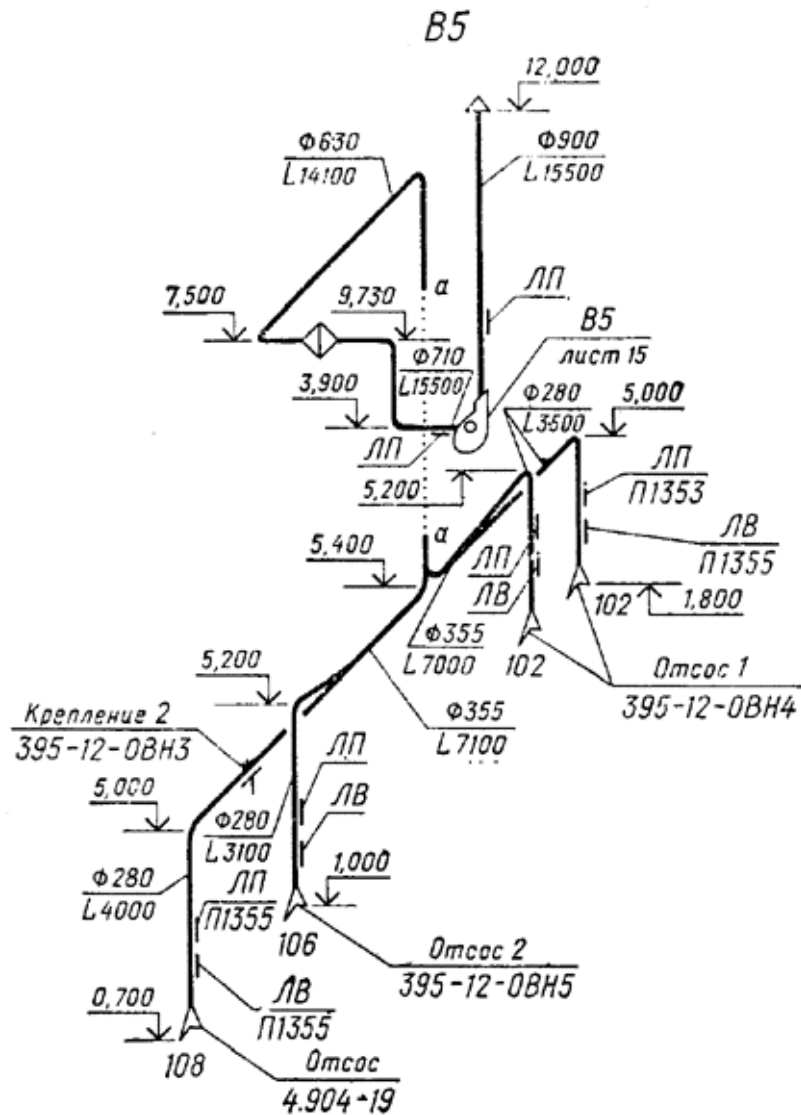 В5
12,000
Ф630
L14100
Ф900
L15500
а
ЛП
7,500
9,730
В5
лист 15
Ф710
L15500
3,900
ЛП
Ф280
L3500
5,000
5,200
ЛП
П1353
а
ЛП
ЛВ
ЛВ
П1355
5,400
102
1,800
Ф355
L7000
102
5,200
Отсос 1
395-12-ОВН4
Крепление 2
395-12-ОВН3
Ф355
L7100
ЛП
5,000
Ф280
L3100
ЛВ
Ф280
L4000
ЛП
П1355
1,000
106
Отсос 2
395-12-ОВН5
0,700
ЛВ
П1355
108
Отсос
4.904-19